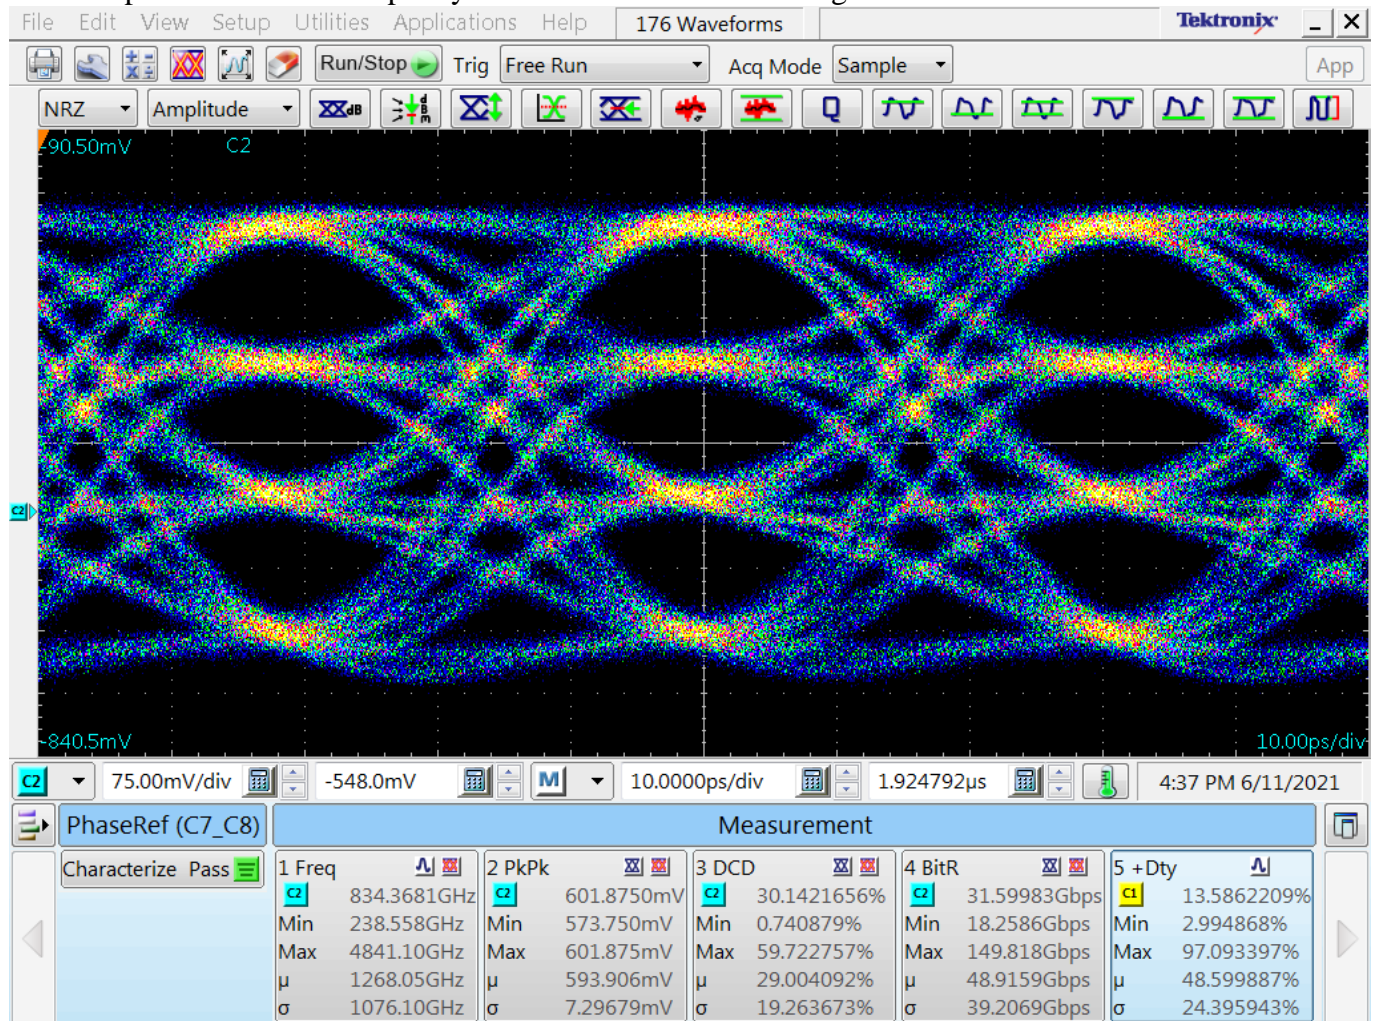 File Edit View Setup Utilities Applications Help 176 Waveforms Tektronix
Run/Stop Trig Free Run Acq Mode Sample App
NRZ Amplitude dB dBm Q
-90.50mV C2
C2
-840.5mV 10.00ps/div
C2 75.00mV/div -548.0mV M 10.0000ps/div 1.924792µs 4:37 PM 6/11/2021
PhaseRef (C7_C8) Measurement
Characterize Pass 1 Freq 2 PkPk 3 DCD 4 BitR 5 +Dty
C2 834.3681GHz C2 601.8750mV C2 30.1421656% C2 31.59983Gbps C1 13.5862209%
Min 238.558GHz Min 573.750mV Min 0.740879% Min 18.2586Gbps Min 2.994868%
Max 4841.10GHz Max 601.875mV Max 59.722757% Max 149.818Gbps Max 97.093397%
µ 1268.05GHz µ 593.906mV µ 29.004092% µ 48.9159Gbps µ 48.599887%
σ 1076.10GHz σ 7.29679mV σ 19.263673% σ 39.2069Gbps σ 24.395943%